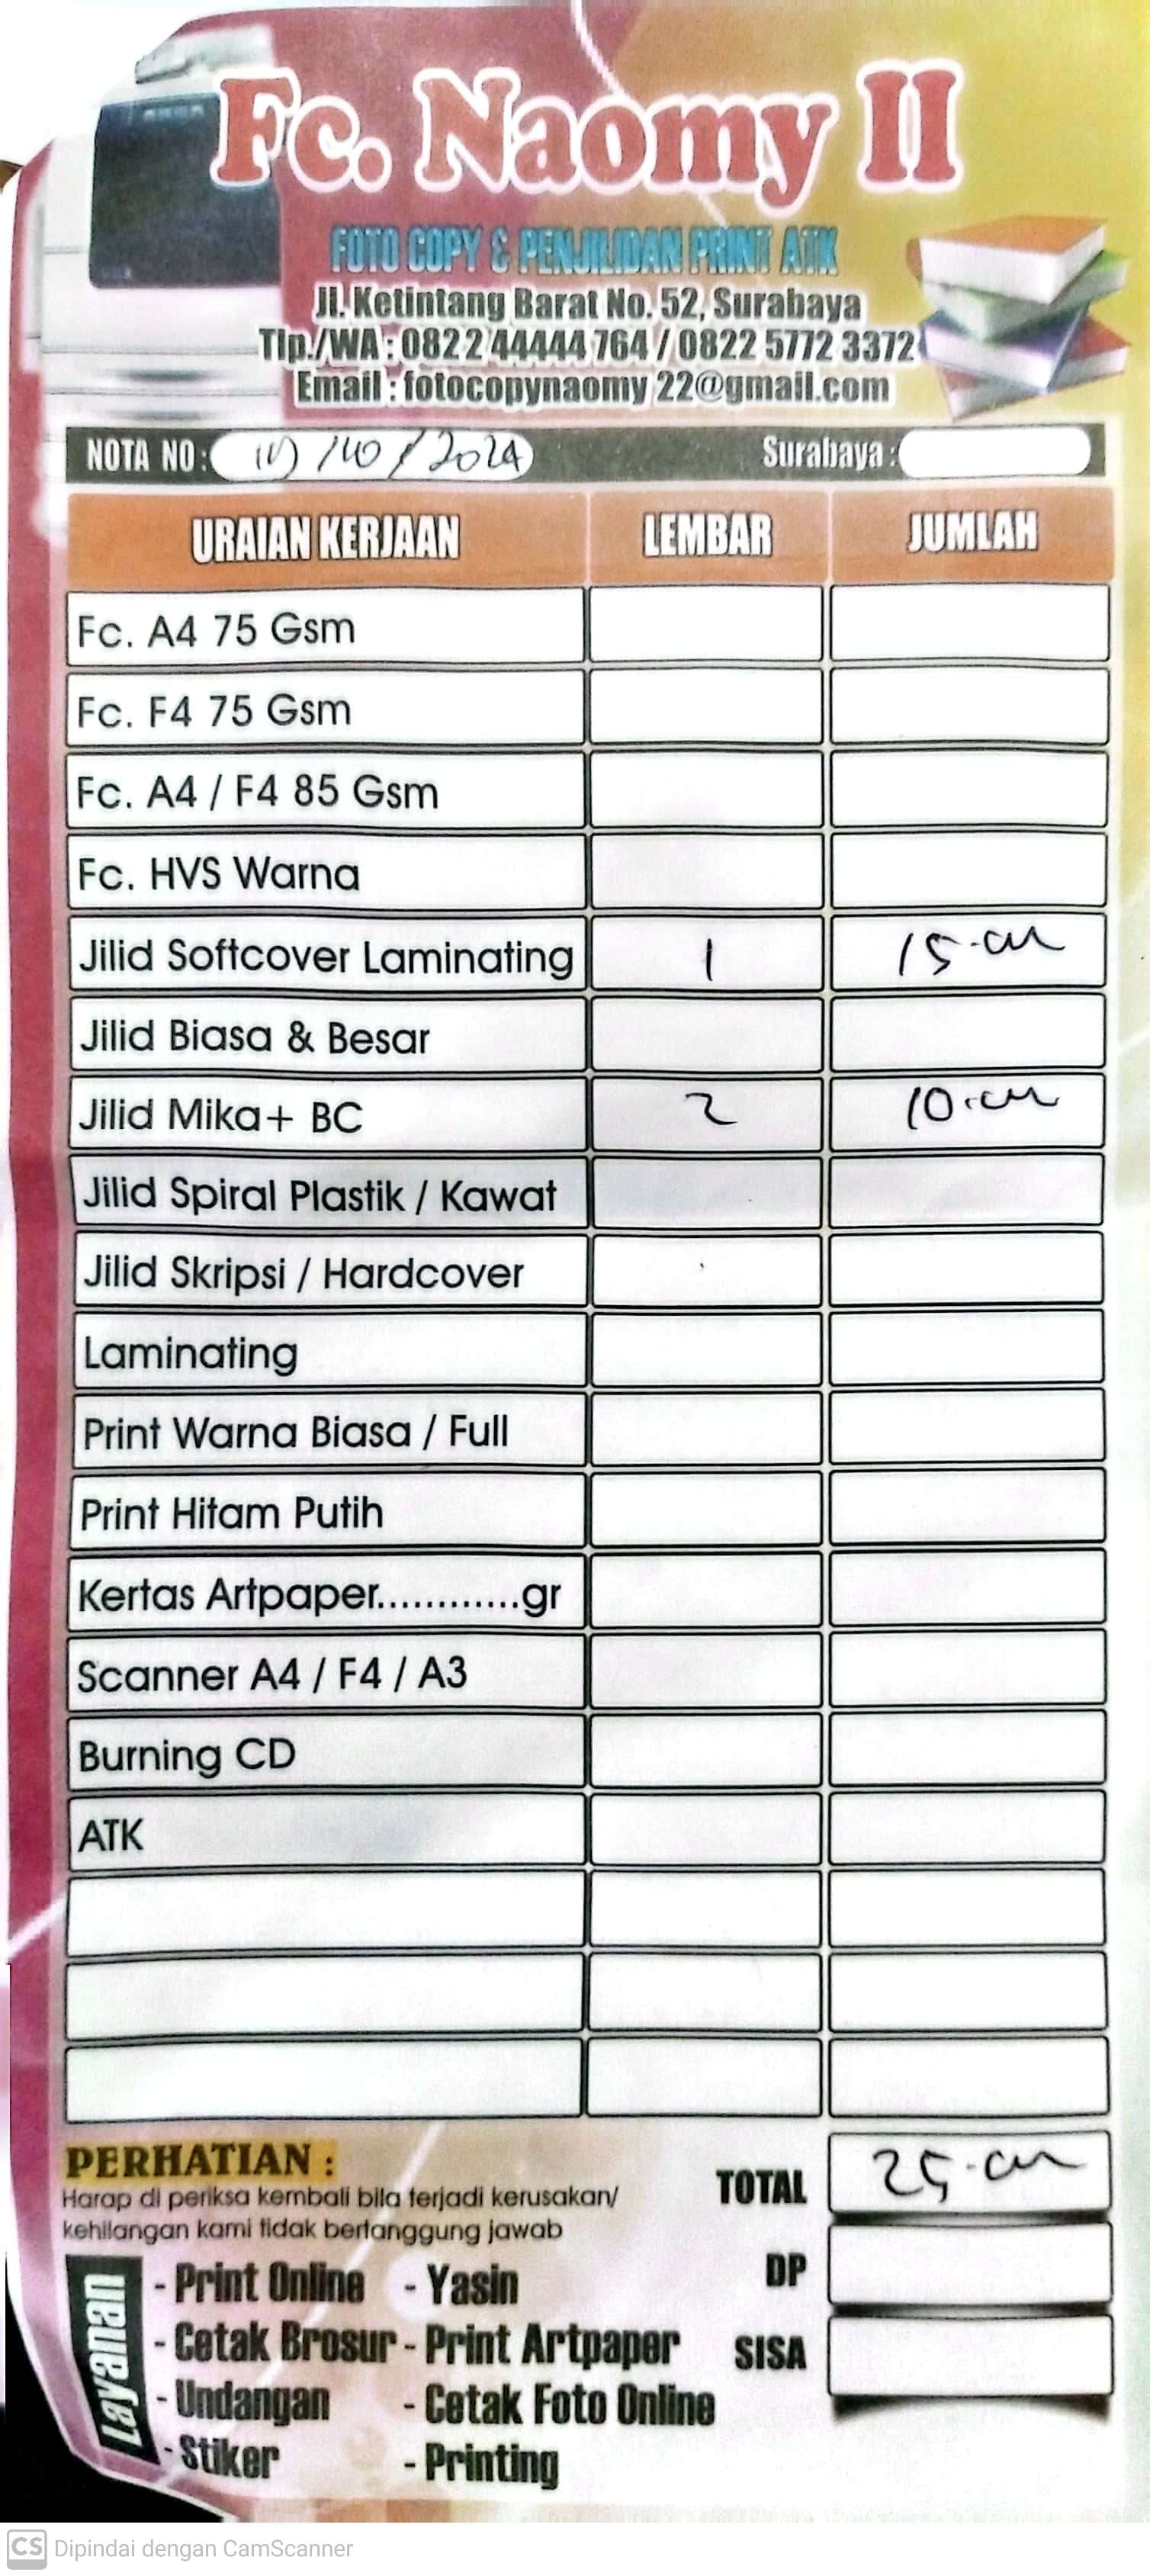 Fc. Naomy II
FOTO COPY & PENJILIDAN PRINT ATK
Jl. Ketintang Barat No. 52, Surabaya
Tlp./WA : 0822 44444 764 / 0822 5772 3372
Email : fotocopynaomy 22@gmail.com
NOTA NO : /2024 Surabaya :
URAIAN KERJAAN LEMBAR JUMLAH
Fc. A4 75 Gsm
Fc. F4 75 Gsm
Fc. A4 / F4 85 Gsm
Fc. HVS Warna
Jilid Softcover Laminating 1 15.
Jilid Biasa & Besar
Jilid Mika+ BC 2 10.
Jilid Spiral Plastik / Kawat
Jilid Skripsi / Hardcover
Laminating
Print Warna Biasa / Full
Print Hitam Putih
Kertas Artpaper............gr
Scanner A4 / F4 / A3
Burning CD
ATK
PERHATIAN :
Harap di periksa kembali bila terjadi kerusakan/
kehilangan kami tidak bertanggung jawab
TOTAL 25.
DP
SISA
Layanan
- Print Online - Yasin
- Cetak Brosur - Print Artpaper
- Undangan - Cetak Foto Online
- Stiker - Printing
CS Dipindai dengan CamScanner